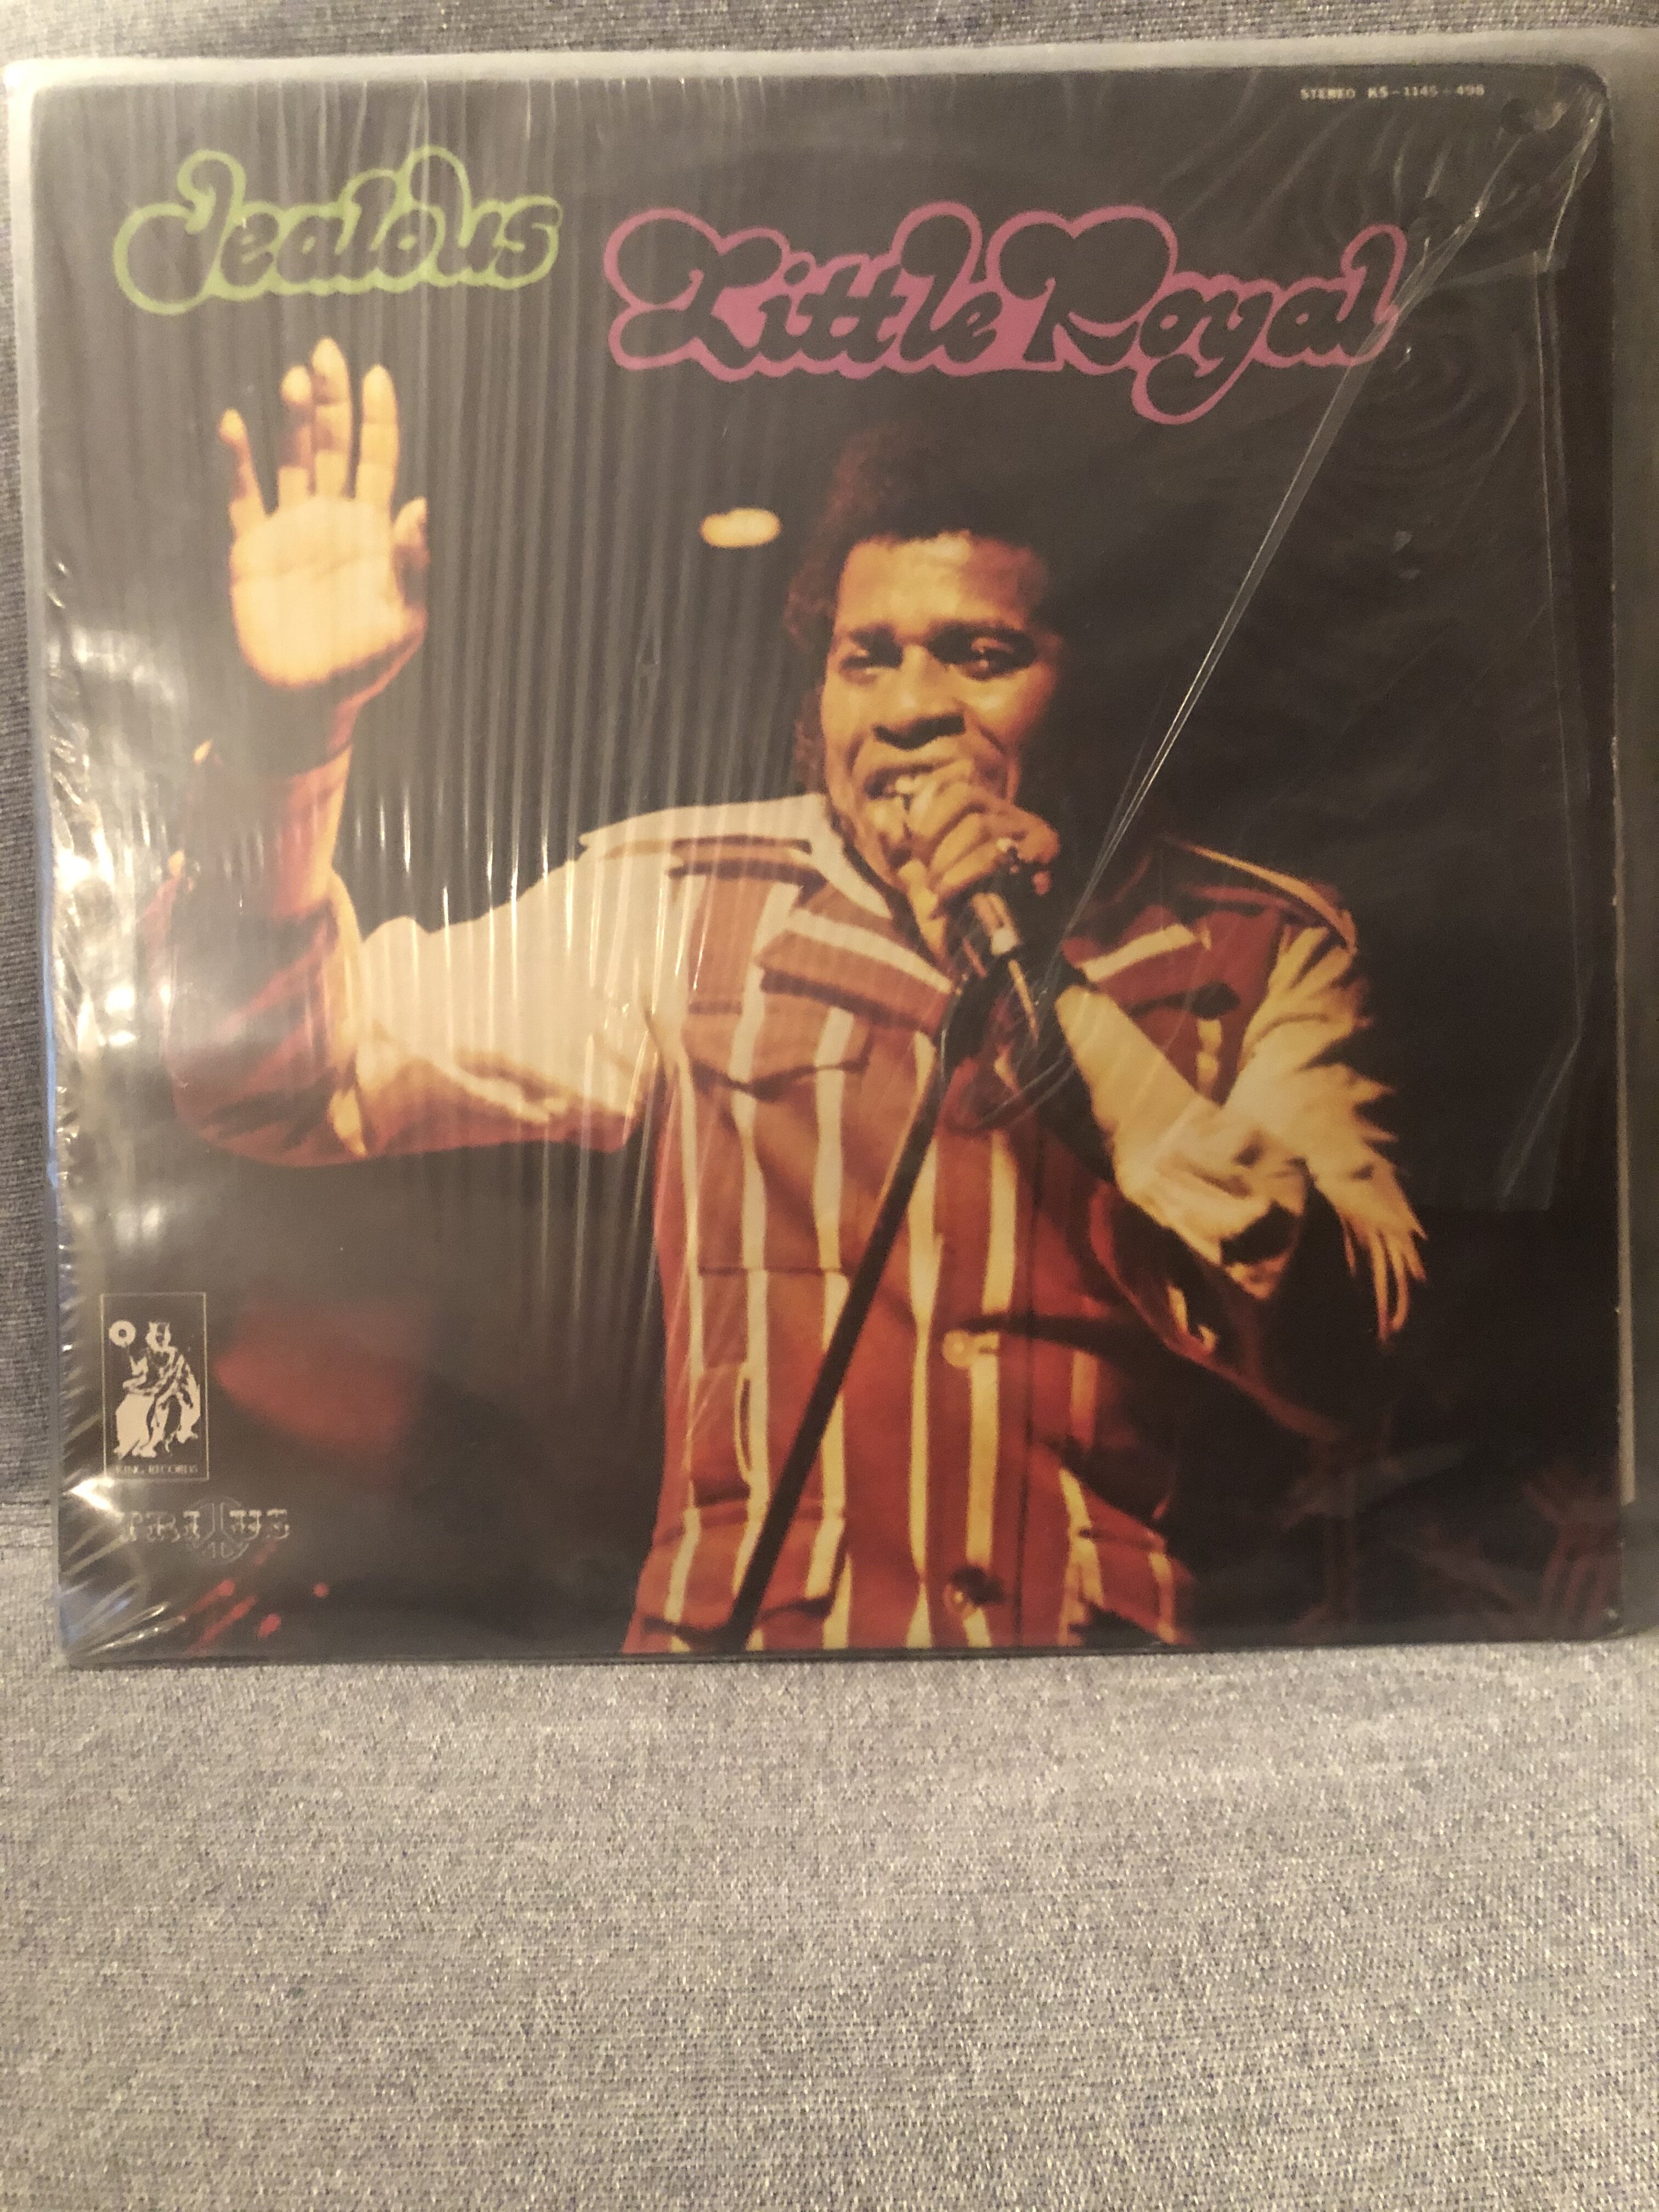 STEREO KS-1145-498
Jealous
Little Royal
KING RECORDS
TRI US